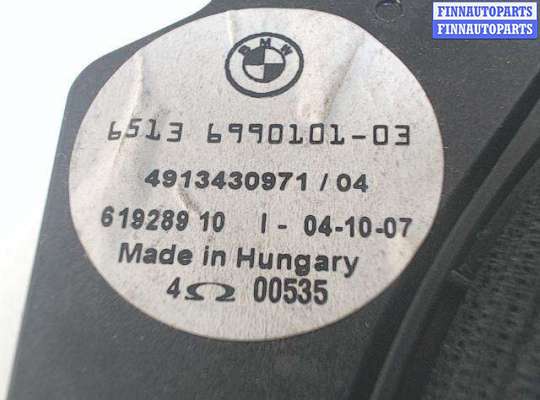 FINNAUTOPARTS
FINNAUTOPARTS
BMW
6513 6990101-03
4913430971 / 04
619289 10 I - 04-10-07
Made in Hungary
4Ω 00535